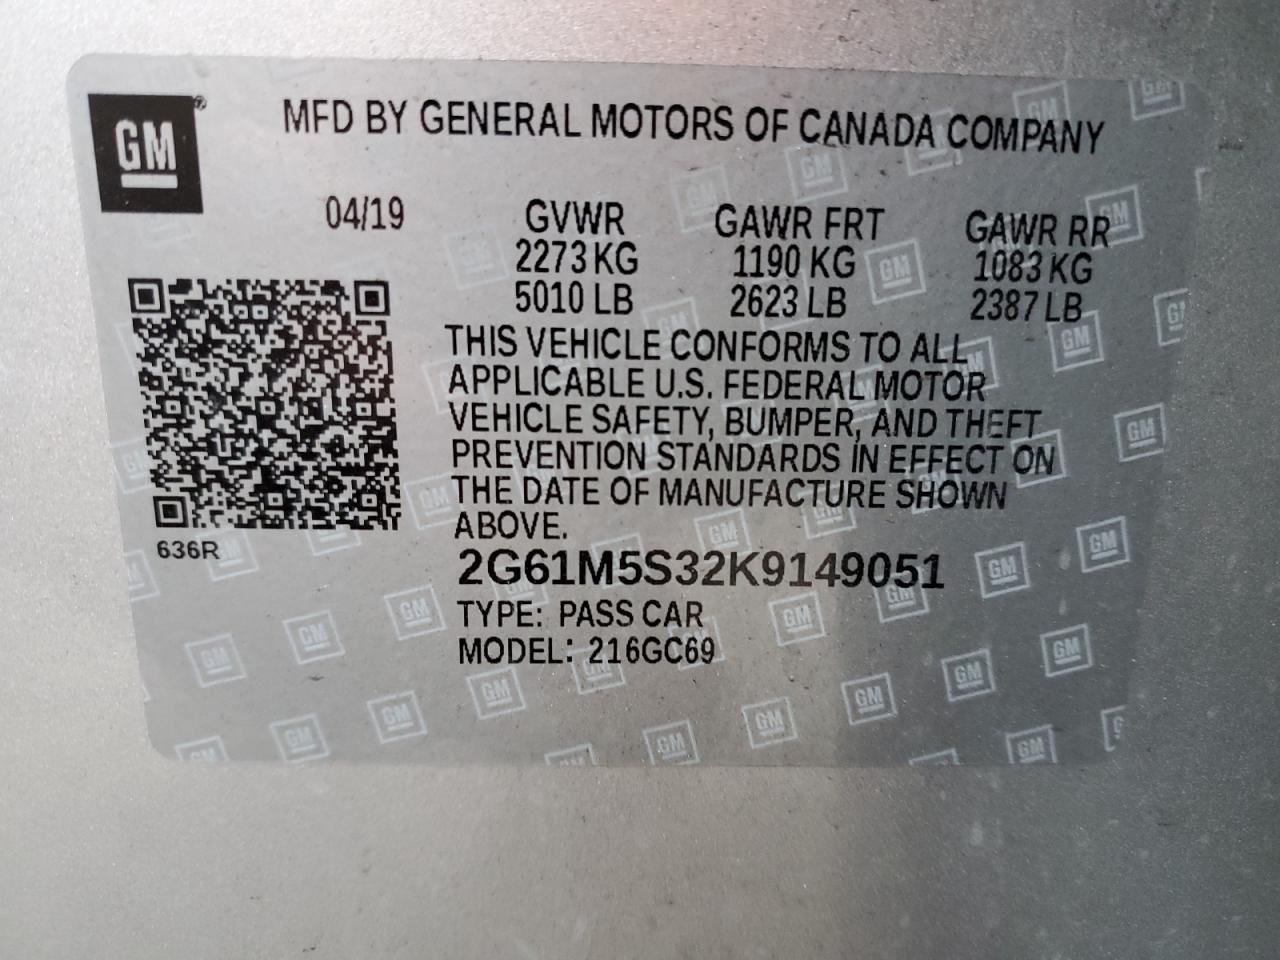 GM®
MFD BY GENERAL MOTORS OF CANADA COMPANY
04/19 GVWR GAWR FRT GAWR RR
2273 KG 1190 KG 1083 KG
5010 LB 2623 LB 2387 LB
THIS VEHICLE CONFORMS TO ALL
APPLICABLE U.S. FEDERAL MOTOR
VEHICLE SAFETY, BUMPER, AND THEFT
PREVENTION STANDARDS IN EFFECT ON
THE DATE OF MANUFACTURE SHOWN
ABOVE.
636R
2G61M5S32K9149051
TYPE: PASS CAR
MODEL: 216GC69